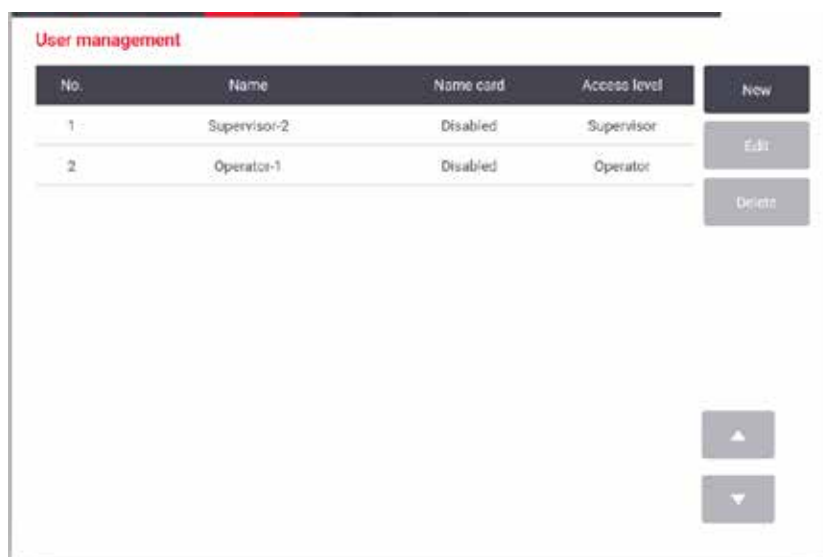 User management
No. Name Name card Access level New
1 Supervisor-2 Disabled Supervisor
Edit
2 Operator-1 Disabled Operator
Delete